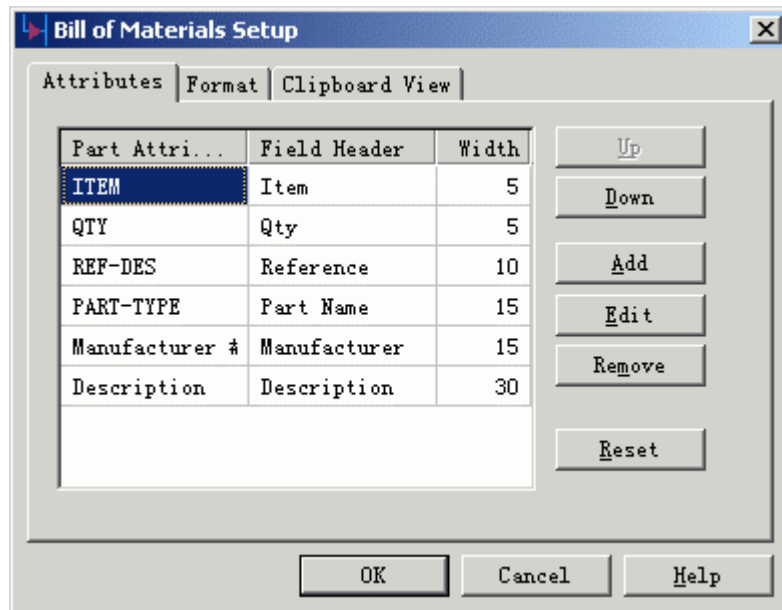 Bill of Materials Setup
Attributes Format Clipboard View
Part Attri... Field Header Width
ITEM Item 5
QTY Qty 5
REF-DES Reference 10
PART-TYPE Part Name 15
Manufacturer # Manufacturer 15
Description Description 30
Up
Down
Add
Edit
Remove
Reset
OK Cancel Help